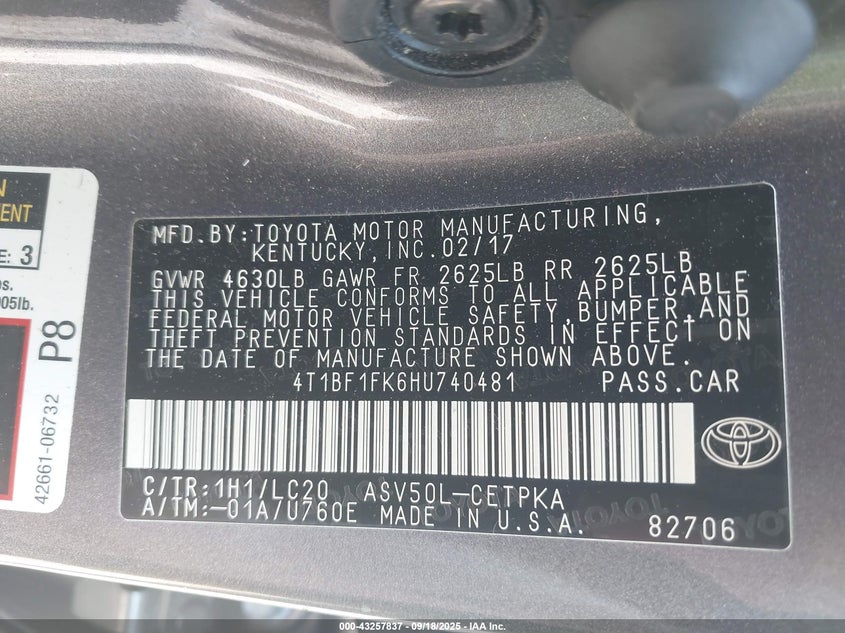 N
ENT
E: 3
s.
005lb.
P8
42661-06732
MFD.BY:TOYOTA MOTOR MANUFACTURING,
KENTUCKY,INC.02/17
GVWR 4630LB GAWR FR 2625LB RR 2625LB
THIS VEHICLE CONFORMS TO ALL APPLICABLE
FEDERAL MOTOR VEHICLE SAFETY,BUMPER,AND
THEFT PREVENTION STANDARDS IN EFFECT ON
THE DATE OF MANUFACTURE SHOWN ABOVE.
4T1BF1FK6HU740481 PASS.CAR
C/TR:1H1/LC20 ASV50L-CETPKA
A/TM:-01A/U760E MADE IN U.S.A. 82706
000-43257837 - 09/18/2025 - Copyright IAA, Inc.